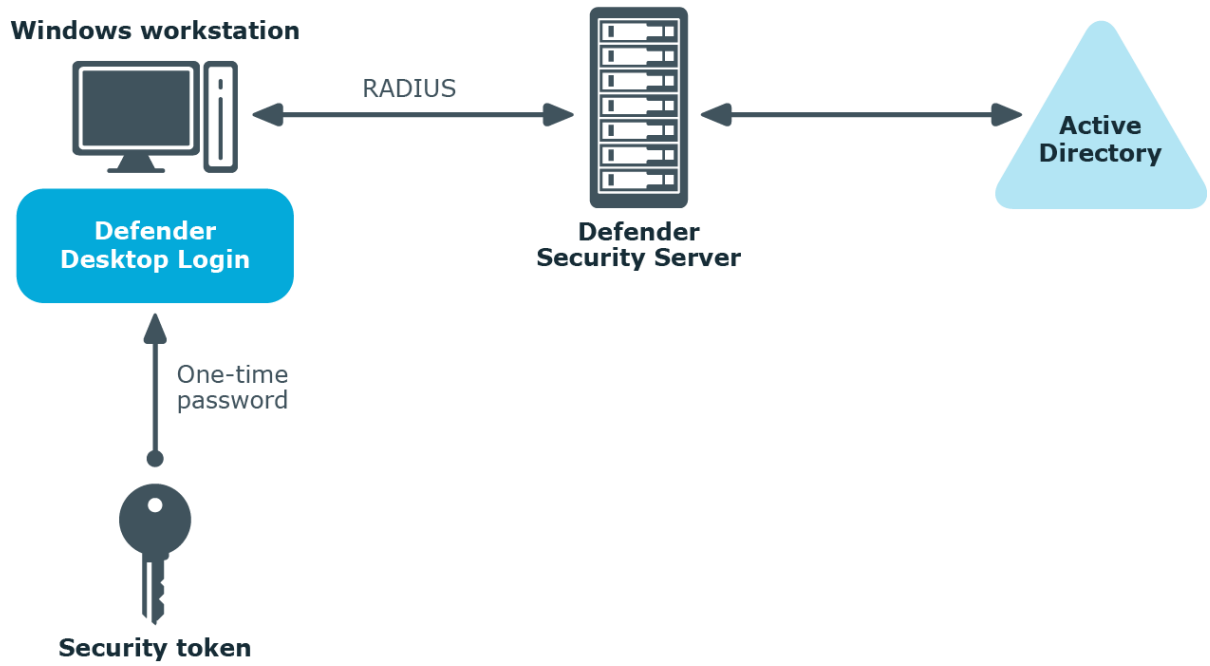 Windows workstation
RADIUS
Active
Directory
Defender
Desktop Login
Defender
Security Server
One-time
password
Security token